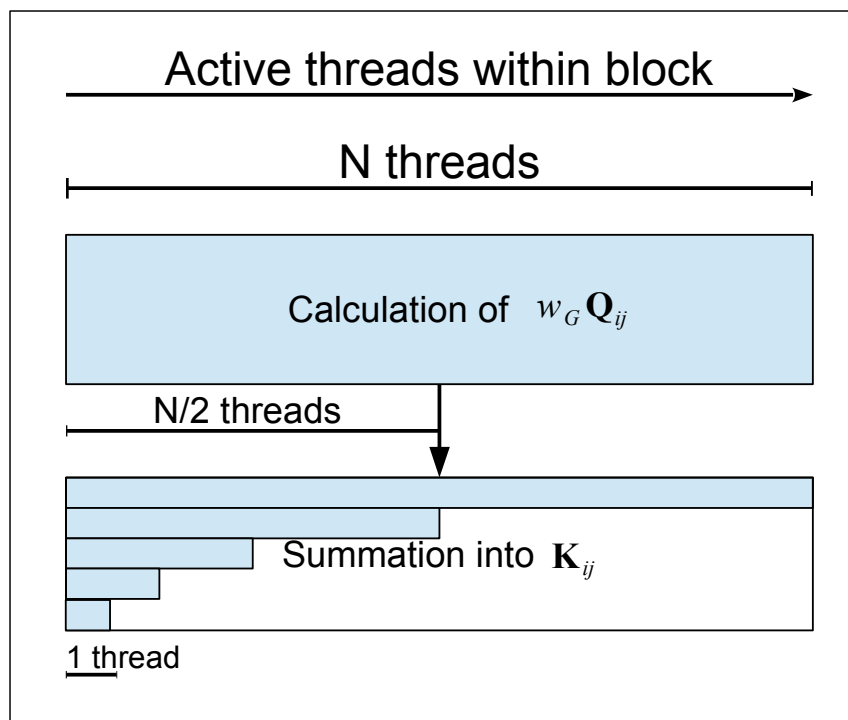 Active threads within block
N threads
Calculation of w_G Q_ij
N/2 threads
Summation into K_ij
1 thread